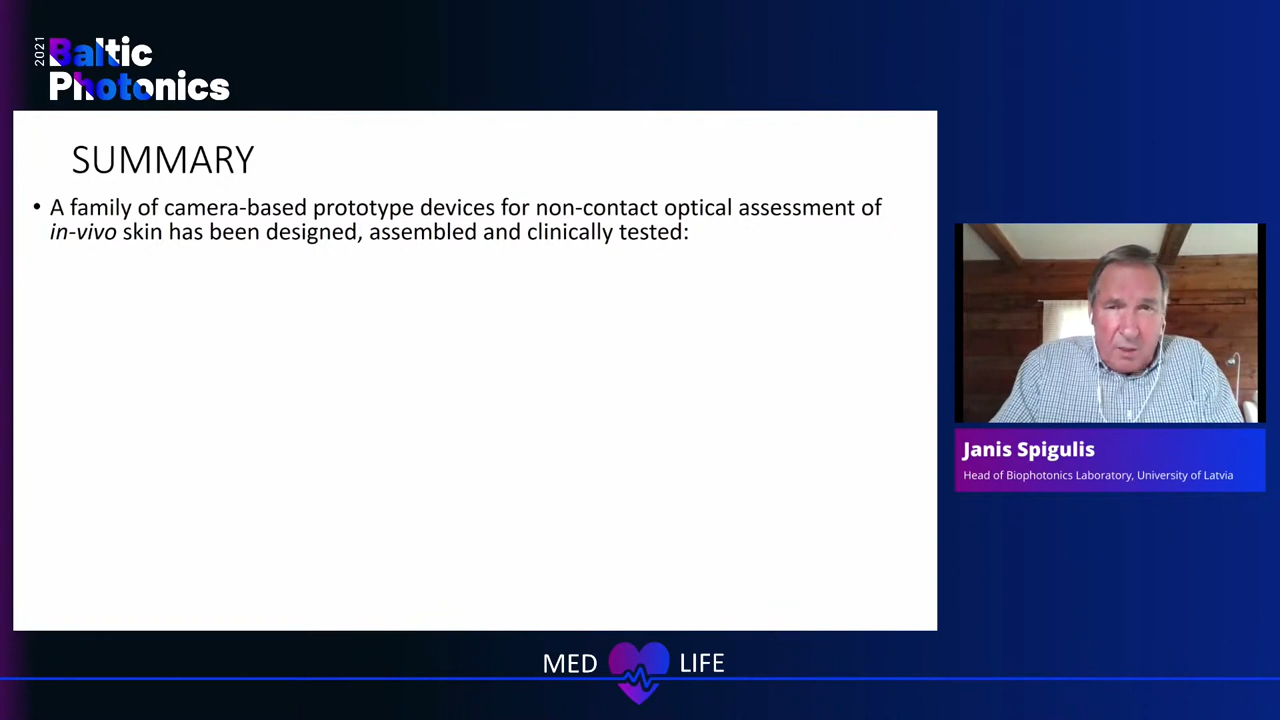 2021
Baltic
Photonics
SUMMARY
• A family of camera-based prototype devices for non-contact optical assessment of
in-vivo skin has been designed, assembled and clinically tested:
Janis Spigulis
Head of Biophotonics Laboratory, University of Latvia
MED LIFE